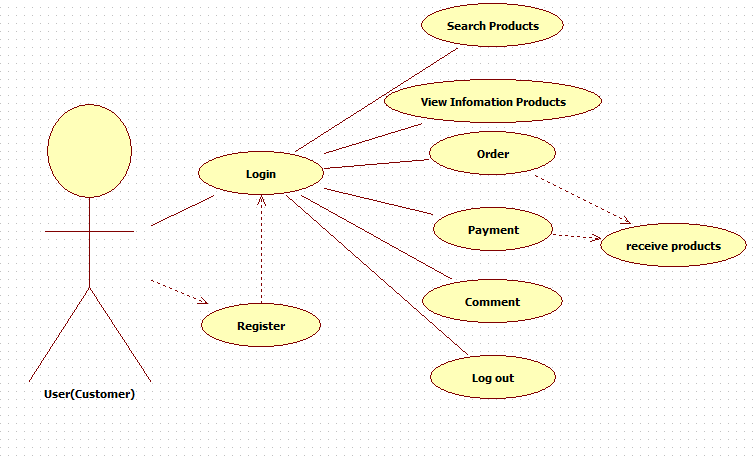 Search Products
View Infomation Products
Order
Login
Payment
receive products
Comment
Register
Log out
User(Customer)